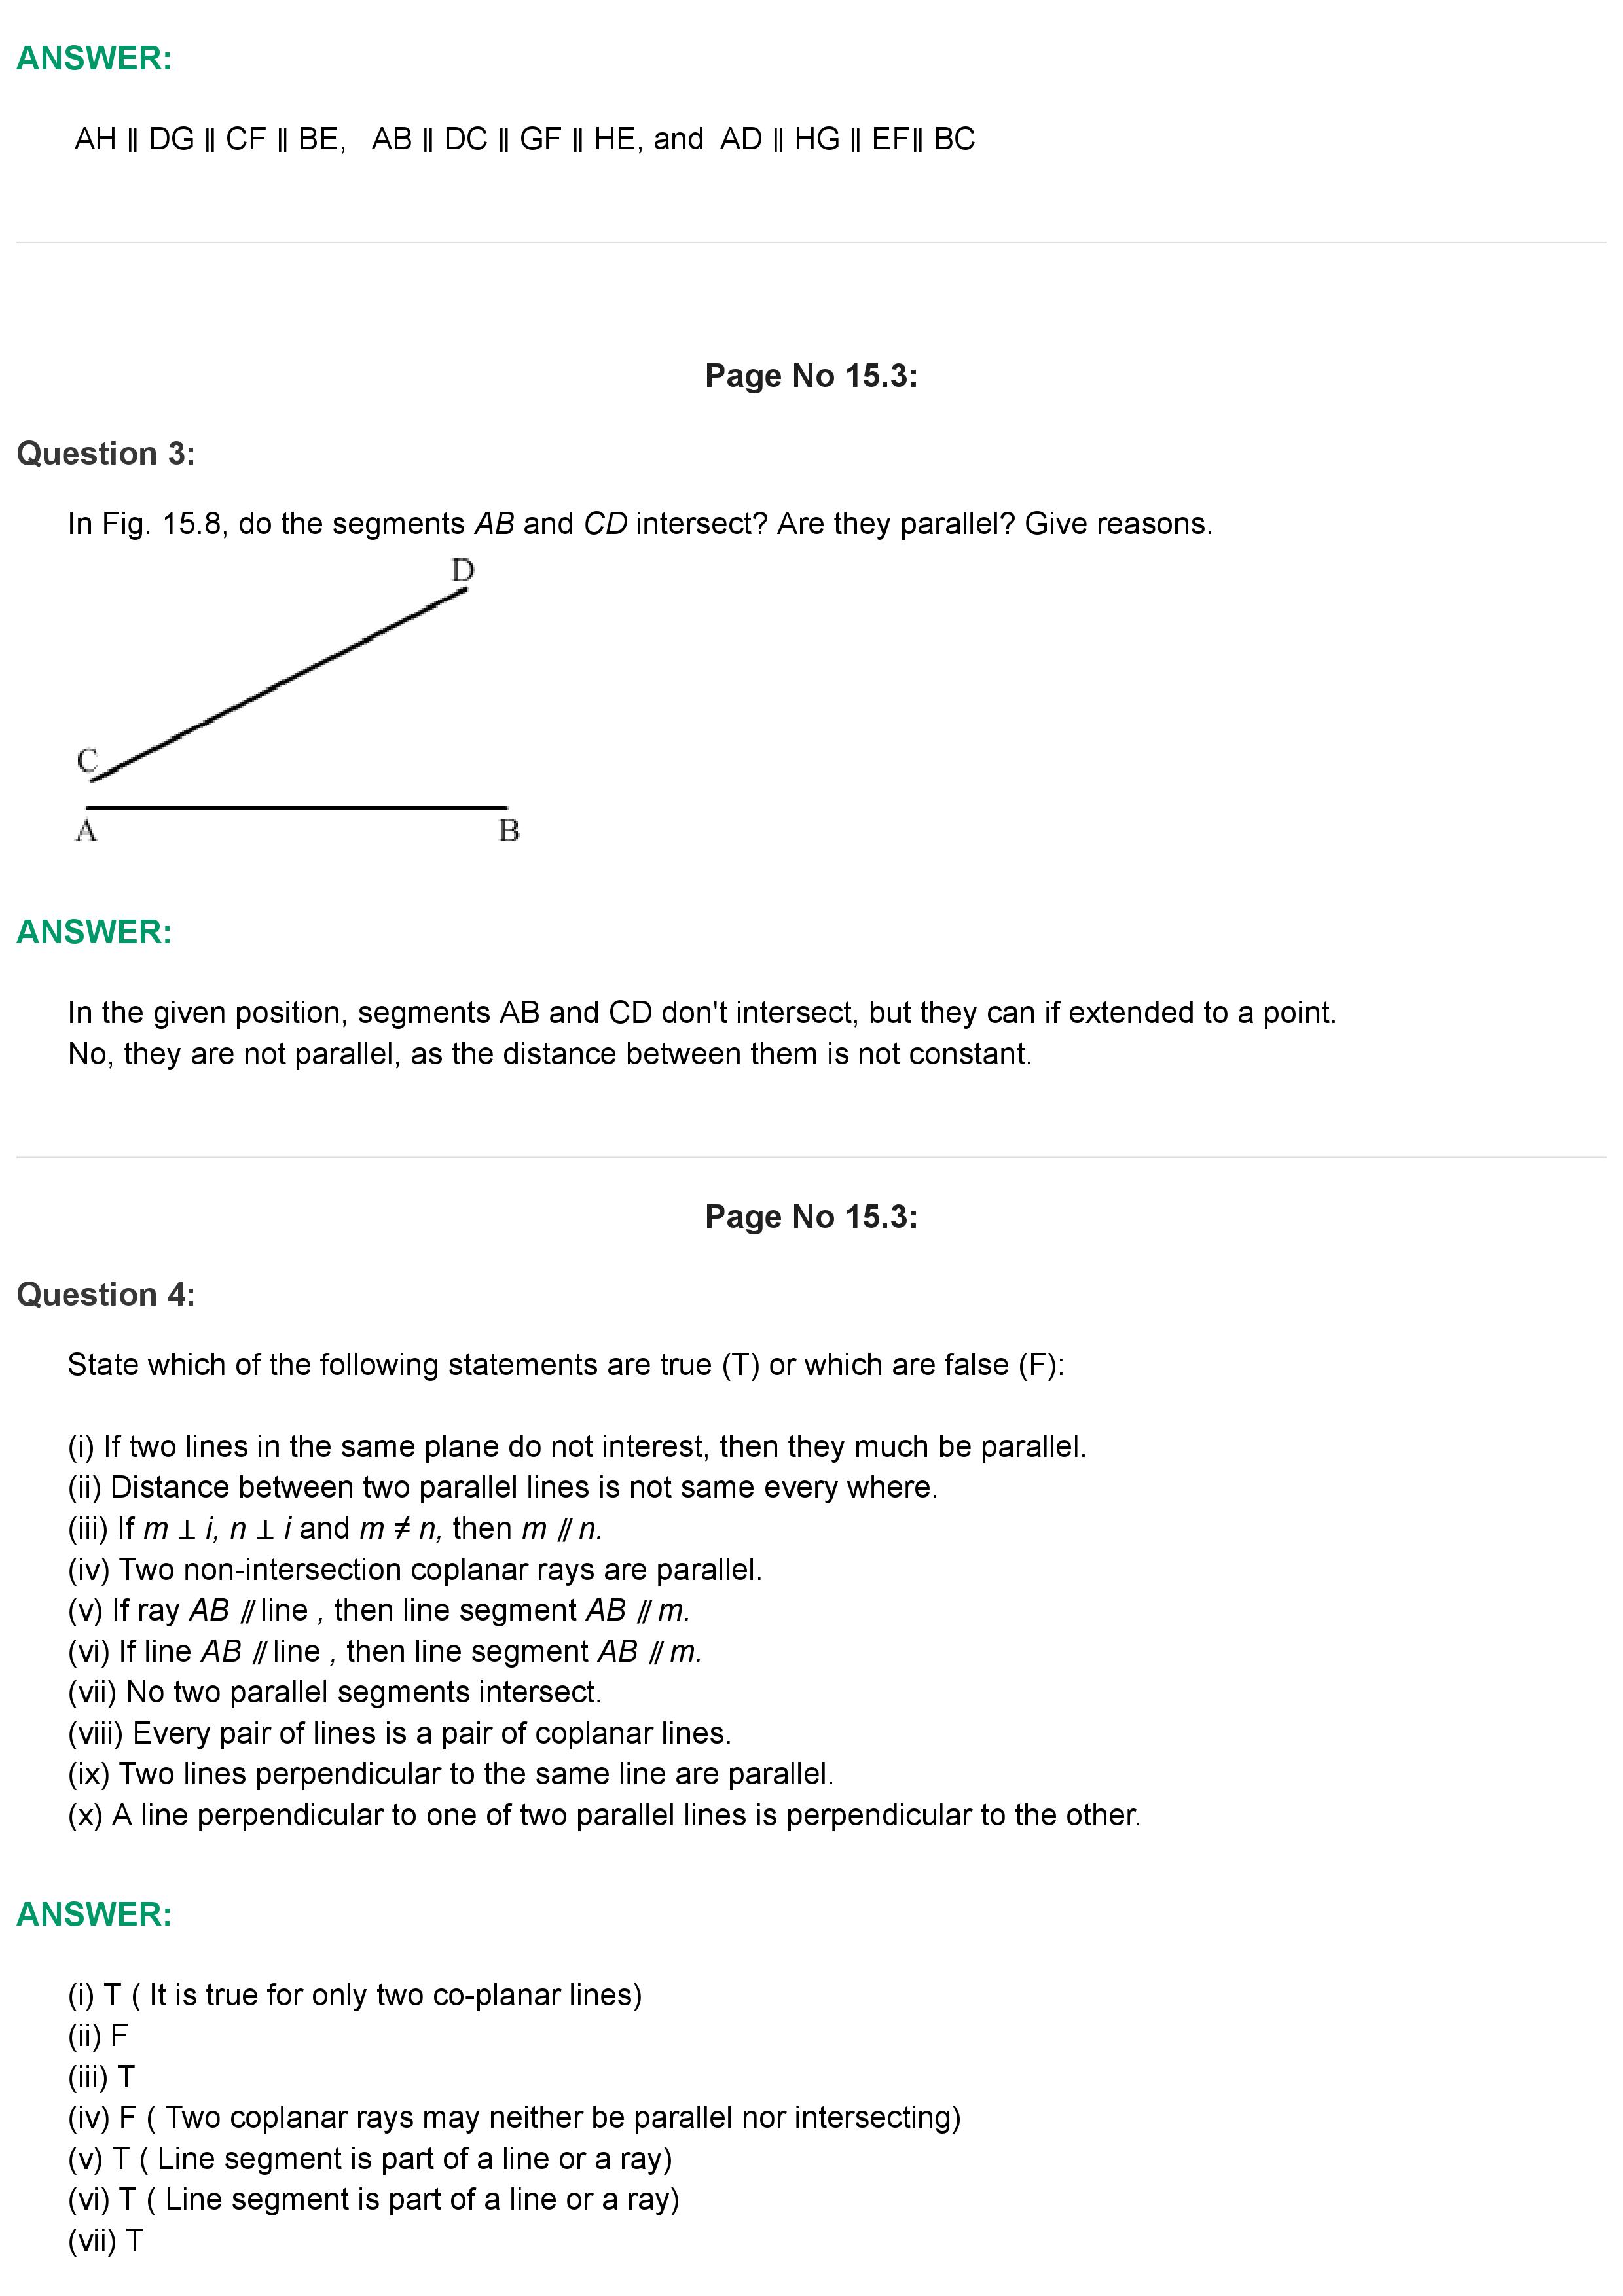 ANSWER:
AH || DG || CF || BE, AB || DC || GF || HE, and AD || HG || EF|| BC
Page No 15.3:
Question 3:
In Fig. 15.8, do the segments AB and CD intersect? Are they parallel? Give reasons.
D
C
A B
ANSWER:
In the given position, segments AB and CD don't intersect, but they can if extended to a point.
No, they are not parallel, as the distance between them is not constant.
Page No 15.3:
Question 4:
State which of the following statements are true (T) or which are false (F):
(i) If two lines in the same plane do not interest, then they much be parallel.
(ii) Distance between two parallel lines is not same every where.
(iii) If m ⊥ i, n ⊥ i and m ≠ n, then m // n.
(iv) Two non-intersection coplanar rays are parallel.
(v) If ray AB // line , then line segment AB // m.
(vi) If line AB // line , then line segment AB // m.
(vii) No two parallel segments intersect.
(viii) Every pair of lines is a pair of coplanar lines.
(ix) Two lines perpendicular to the same line are parallel.
(x) A line perpendicular to one of two parallel lines is perpendicular to the other.
ANSWER:
(i) T ( It is true for only two co-planar lines)
(ii) F
(iii) T
(iv) F ( Two coplanar rays may neither be parallel nor intersecting)
(v) T ( Line segment is part of a line or a ray)
(vi) T ( Line segment is part of a line or a ray)
(vii) T